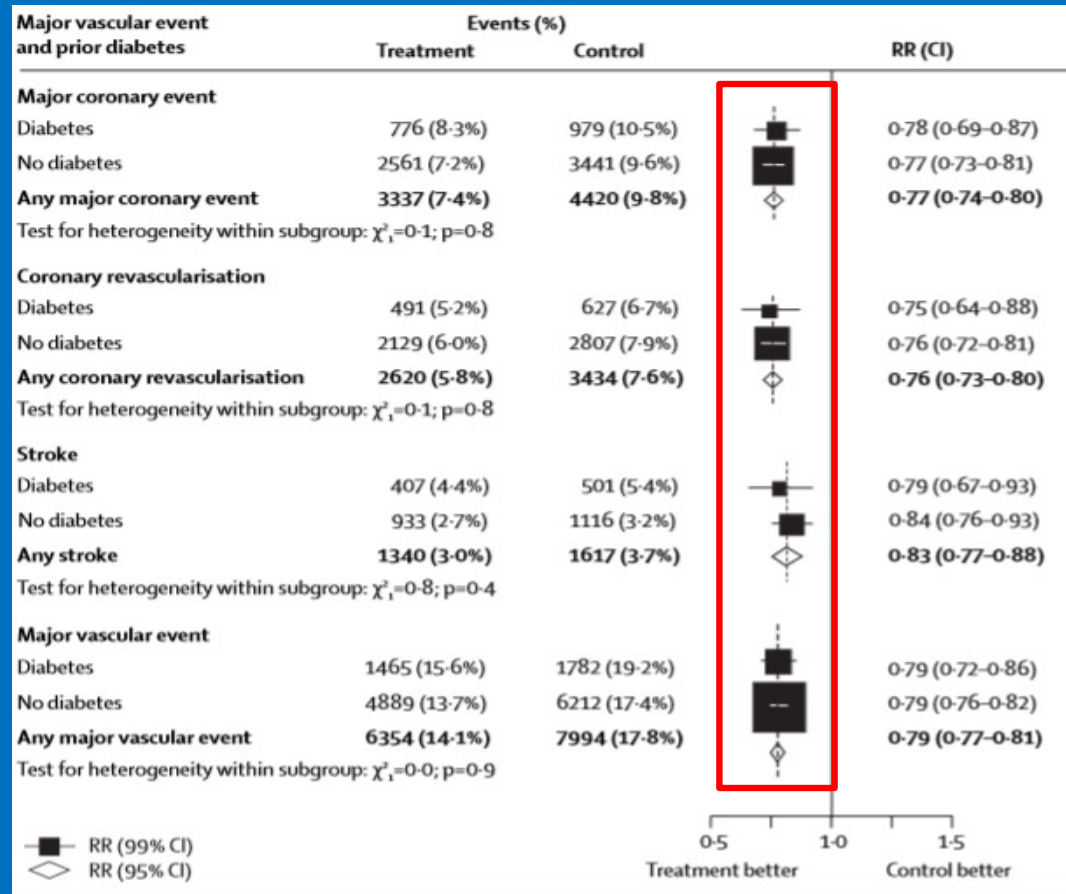 Major vascular event Events (%)
and prior diabetes Treatment Control RR (CI)
Major coronary event
Diabetes 776 (8·3%) 979 (10·5%) 0·78 (0·69–0·87)
No diabetes 2561 (7·2%) 3441 (9·6%) 0·77 (0·73–0·81)
Any major coronary event 3337 (7·4%) 4420 (9·8%) 0·77 (0·74–0·80)
Test for heterogeneity within subgroup: χ²₁=0·1; p=0·8
Coronary revascularisation
Diabetes 491 (5·2%) 627 (6·7%) 0·75 (0·64–0·88)
No diabetes 2129 (6·0%) 2807 (7·9%) 0·76 (0·72–0·81)
Any coronary revascularisation 2620 (5·8%) 3434 (7·6%) 0·76 (0·73–0·80)
Test for heterogeneity within subgroup: χ²₁=0·1; p=0·8
Stroke
Diabetes 407 (4·4%) 501 (5·4%) 0·79 (0·67–0·93)
No diabetes 933 (2·7%) 1116 (3·2%) 0·84 (0·76–0·93)
Any stroke 1340 (3·0%) 1617 (3·7%) 0·83 (0·77–0·88)
Test for heterogeneity within subgroup: χ²₁=0·8; p=0·4
Major vascular event
Diabetes 1465 (15·6%) 1782 (19·2%) 0·79 (0·72–0·86)
No diabetes 4889 (13·7%) 6212 (17·4%) 0·79 (0·76–0·82)
Any major vascular event 6354 (14·1%) 7994 (17·8%) 0·79 (0·77–0·81)
Test for heterogeneity within subgroup: χ²₁=0·0; p=0·9
0·5 1·0 1·5
Treatment better Control better
RR (99% CI)
RR (95% CI)